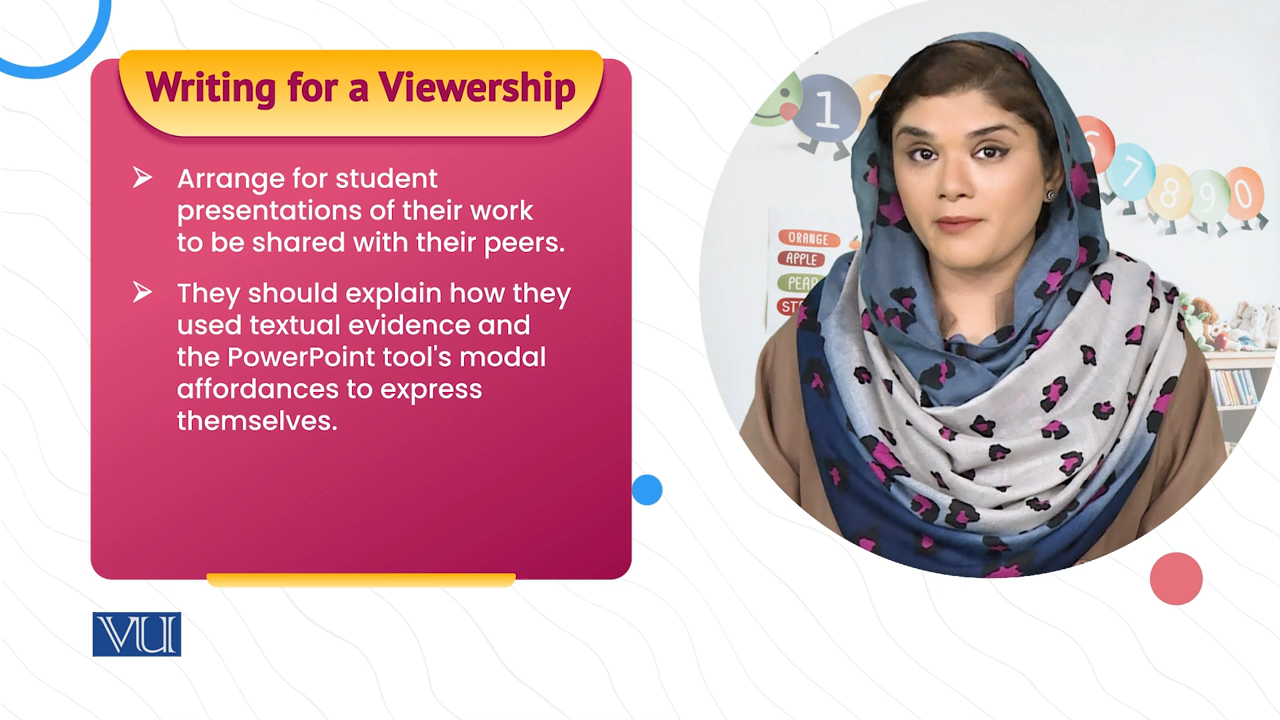 Writing for a Viewership
Arrange for student
presentations of their work
to be shared with their peers.
They should explain how they
used textual evidence and
the PowerPoint tool's modal
affordances to express
themselves.
1
6 7 8 9 0
ORANGE
APPLE
VU